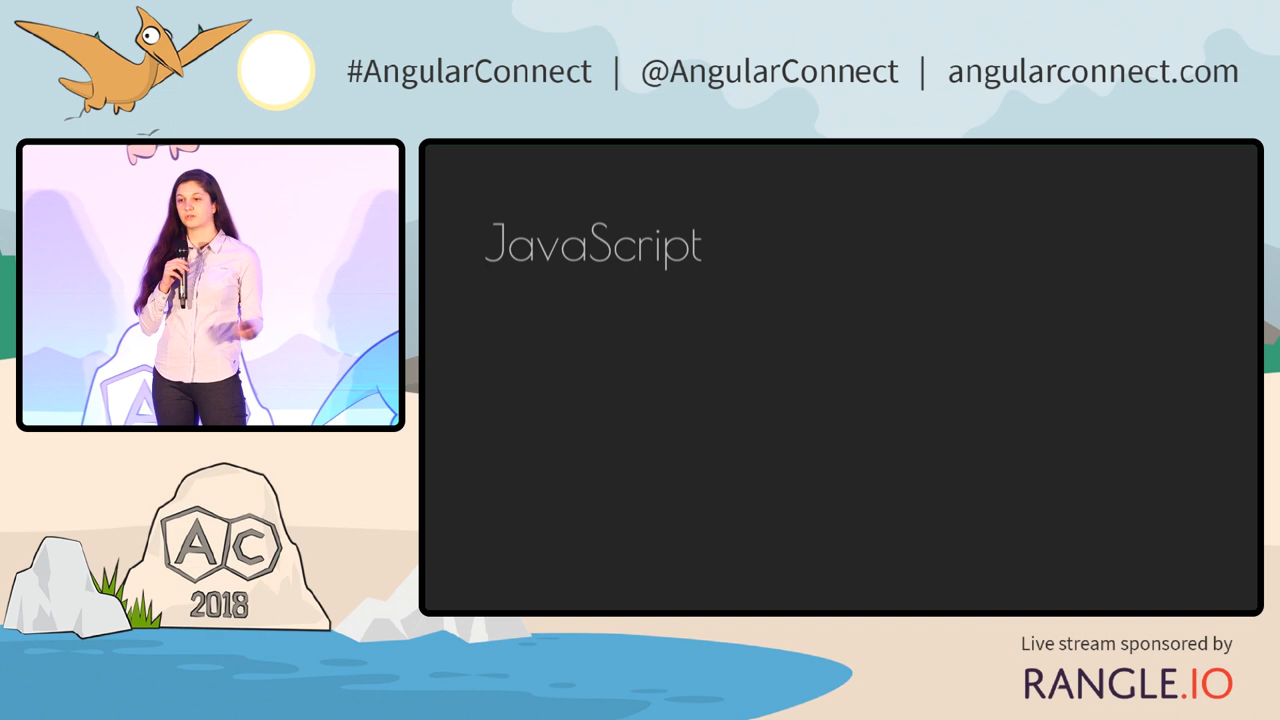 #AngularConnect | @AngularConnect | angularconnect.com
JavaScript
A
AC
2018
Live stream sponsored by
RANGLE.IO